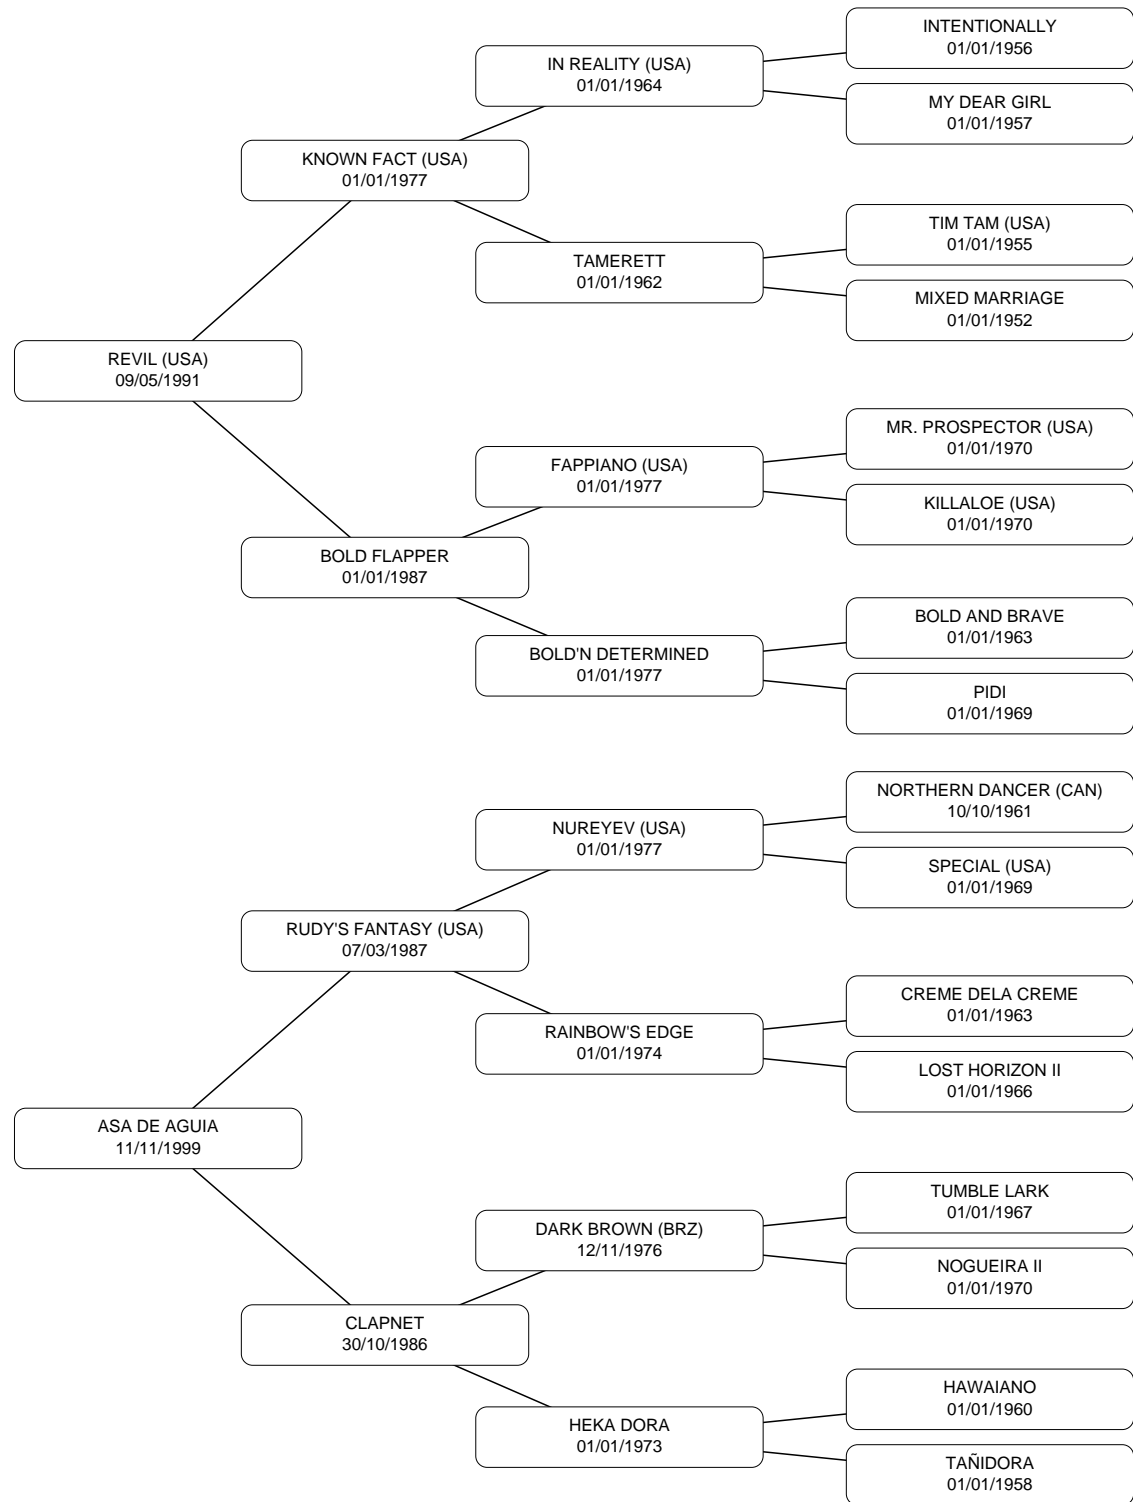 INTENTIONALLY
01/01/1956
IN REALITY (USA)
01/01/1964
MY DEAR GIRL
01/01/1957
KNOWN FACT (USA)
01/01/1977
TIM TAM (USA)
01/01/1955
TAMERETT
01/01/1962
MIXED MARRIAGE
01/01/1952
REVIL (USA)
09/05/1991
MR. PROSPECTOR (USA)
01/01/1970
FAPPIANO (USA)
01/01/1977
KILLALOE (USA)
01/01/1970
BOLD FLAPPER
01/01/1987
BOLD AND BRAVE
01/01/1963
BOLD'N DETERMINED
01/01/1977
PIDI
01/01/1969
NORTHERN DANCER (CAN)
10/10/1961
NUREYEV (USA)
01/01/1977
SPECIAL (USA)
01/01/1969
RUDY'S FANTASY (USA)
07/03/1987
CREME DELA CREME
01/01/1963
RAINBOW'S EDGE
01/01/1974
LOST HORIZON II
01/01/1966
ASA DE AGUIA
11/11/1999
TUMBLE LARK
01/01/1967
DARK BROWN (BRZ)
12/11/1976
NOGUEIRA II
01/01/1970
CLAPNET
30/10/1986
HAWAIANO
01/01/1960
HEKA DORA
01/01/1973
TAÑIDORA
01/01/1958